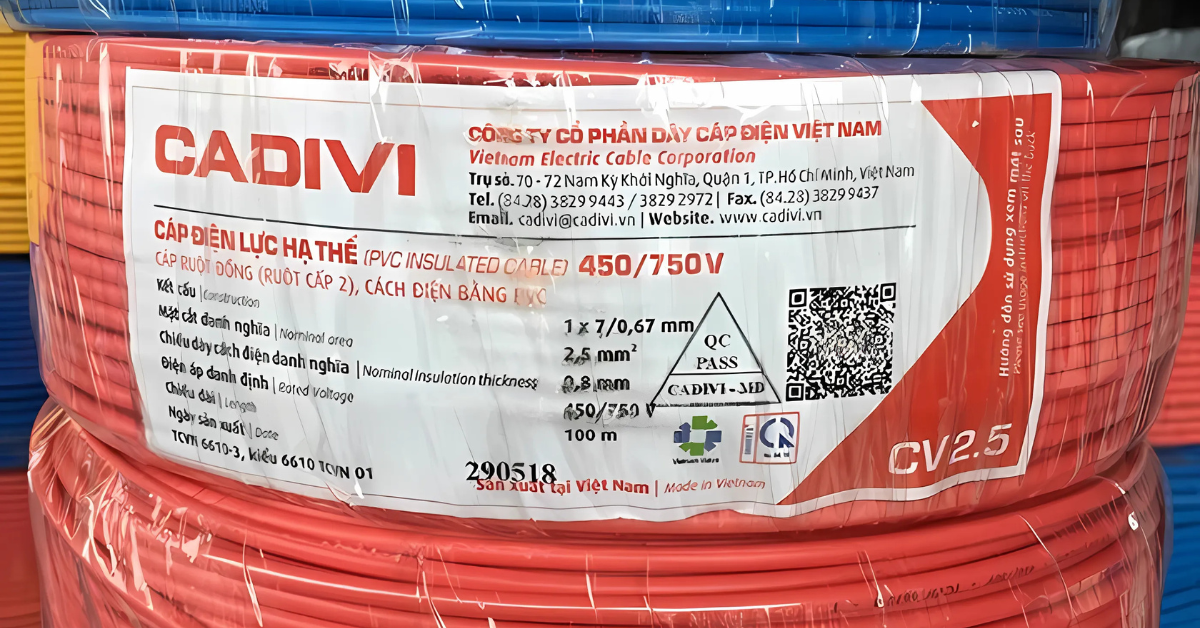 CADIVI
CÔNG TY CỔ PHẦN DÂY CÁP ĐIỆN VIỆT NAM
Vietnam Electric Cable Corporation
Trụ sở. 70 - 72 Nam Kỳ Khởi Nghĩa, Quận 1, TP.Hồ Chí Minh, Việt Nam
Tel. (84.28) 3829 9443 / 3829 2972 | Fax. (84.28) 3829 9437
Email. cadivi@cadivi.vn | Website. www.cadivi.vn
CÁP ĐIỆN LỰC HẠ THẾ (PVC INSULATED CABLE) 450/750 V
CÁP RUỘT ĐỒNG (RUỘT CẤP 2), CÁCH ĐIỆN BẰNG PVC
Kết cấu | Construction 1 x 7/0,67 mm
Mặt cắt danh nghĩa | Nominal area 2,5 mm²
Chiều dày cách điện danh nghĩa | Nominal insulation thickness 0,8 mm
Điện áp danh định | Rated voltage 450/750 V
Chiều dài | Length 100 m
Ngày sản xuất | Date 290518
TCVN 6610-3, kiểu 6610 TCVN 01
Sản xuất tại Việt Nam | Made in Vietnam
QC
PASS
CADIVI - MD
CV2.5
Hướng dẫn sử dụng xem mặt sau